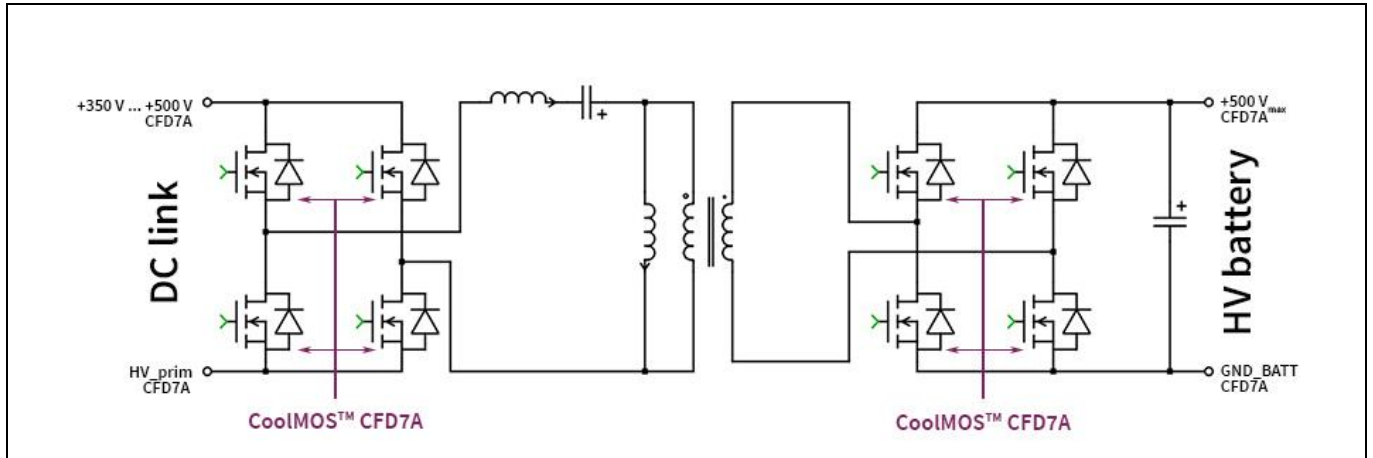 +350 V ... +500 V
CFD7A
DC link
HV_prim
CFD7A
CoolMOS™ CFD7A
+
+
+500 Vmax
CFD7A
HV battery
GND_BATT
CFD7A
CoolMOS™ CFD7A